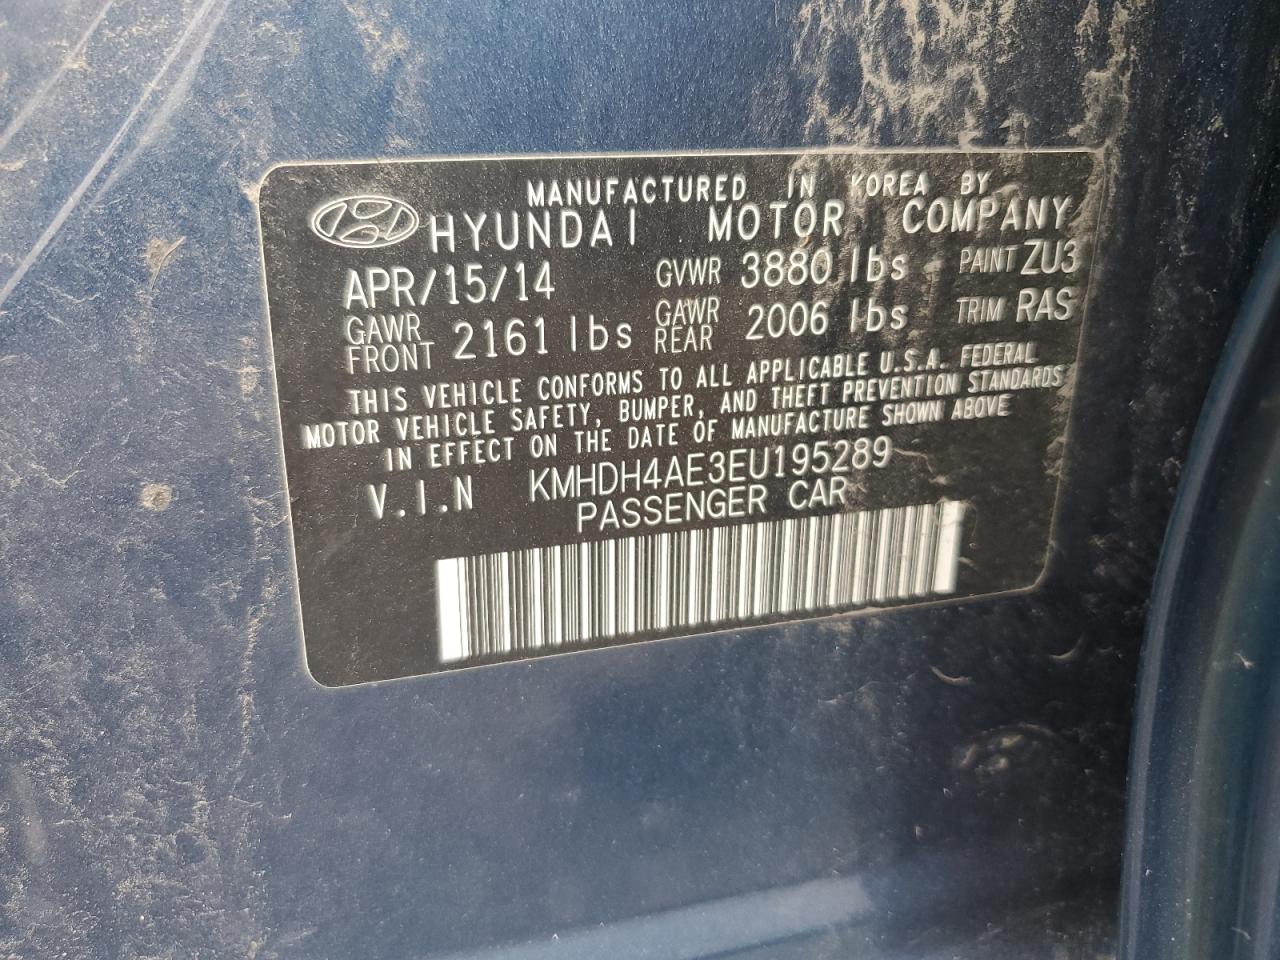 MANUFACTURED IN KOREA BY
HYUNDAI MOTOR COMPANY
APR/15/14 GVWR 3880 lbs PAINT ZU3
GAWR FRONT 2161 lbs GAWR REAR 2006 lbs TRIM RAS
THIS VEHICLE CONFORMS TO ALL APPLICABLE U.S.A. FEDERAL
MOTOR VEHICLE SAFETY, BUMPER, AND THEFT PREVENTION STANDARDS
IN EFFECT ON THE DATE OF MANUFACTURE SHOWN ABOVE
V.I.N KMHDH4AE3EU195289
PASSENGER CAR